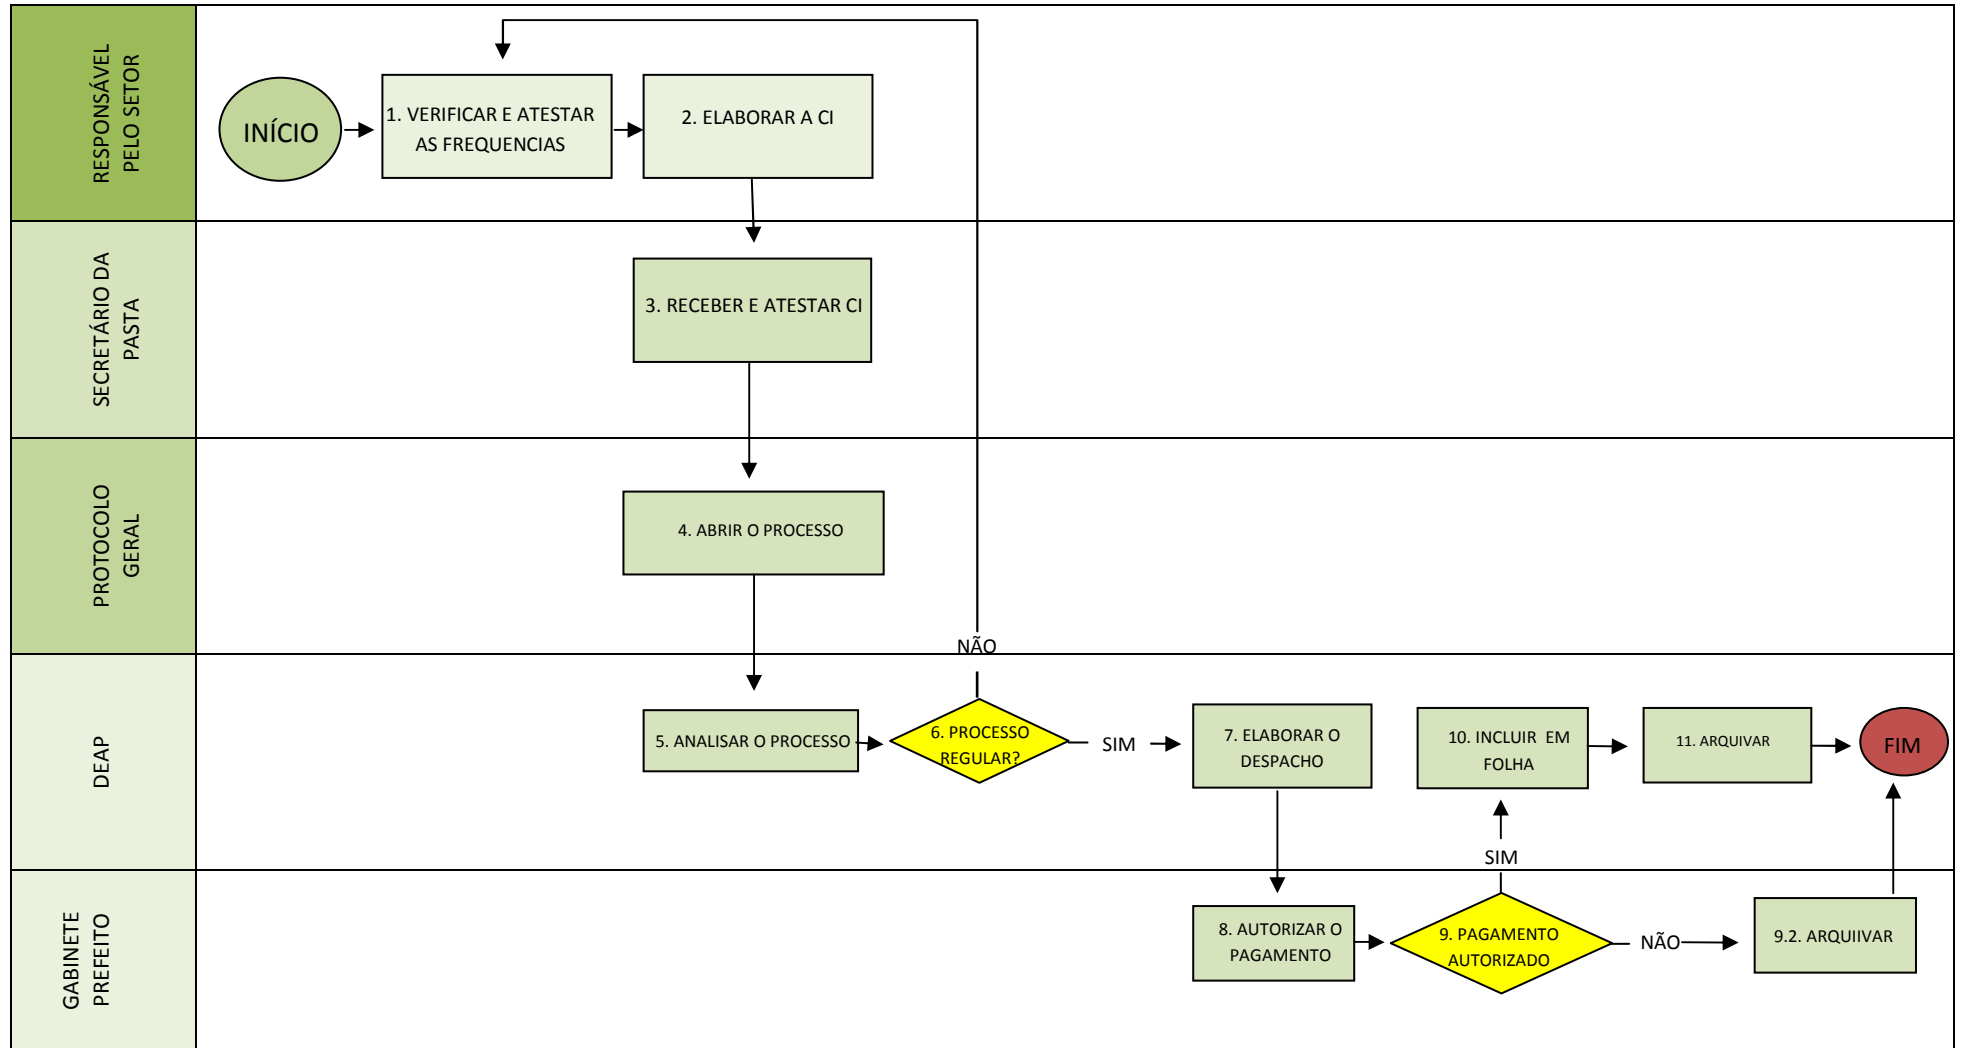 RESPONSÁVEL
PELO SETOR
INÍCIO
1. VERIFICAR E ATESTAR
AS FREQUENCIAS
2. ELABORAR A CI
SECRETÁRIO DA
PASTA
3. RECEBER E ATESTAR CI
PROTOCOLO
GERAL
4. ABRIR O PROCESSO
NÃO
DEAP
5. ANALISAR O PROCESSO
6. PROCESSO
REGULAR?
SIM
7. ELABORAR O
DESPACHO
10. INCLUIR EM
FOLHA
11. ARQUIVAR
FIM
SIM
GABINETE
PREFEITO
8. AUTORIZAR O
PAGAMENTO
9. PAGAMENTO
AUTORIZADO
NÃO
9.2. ARQUIIVAR